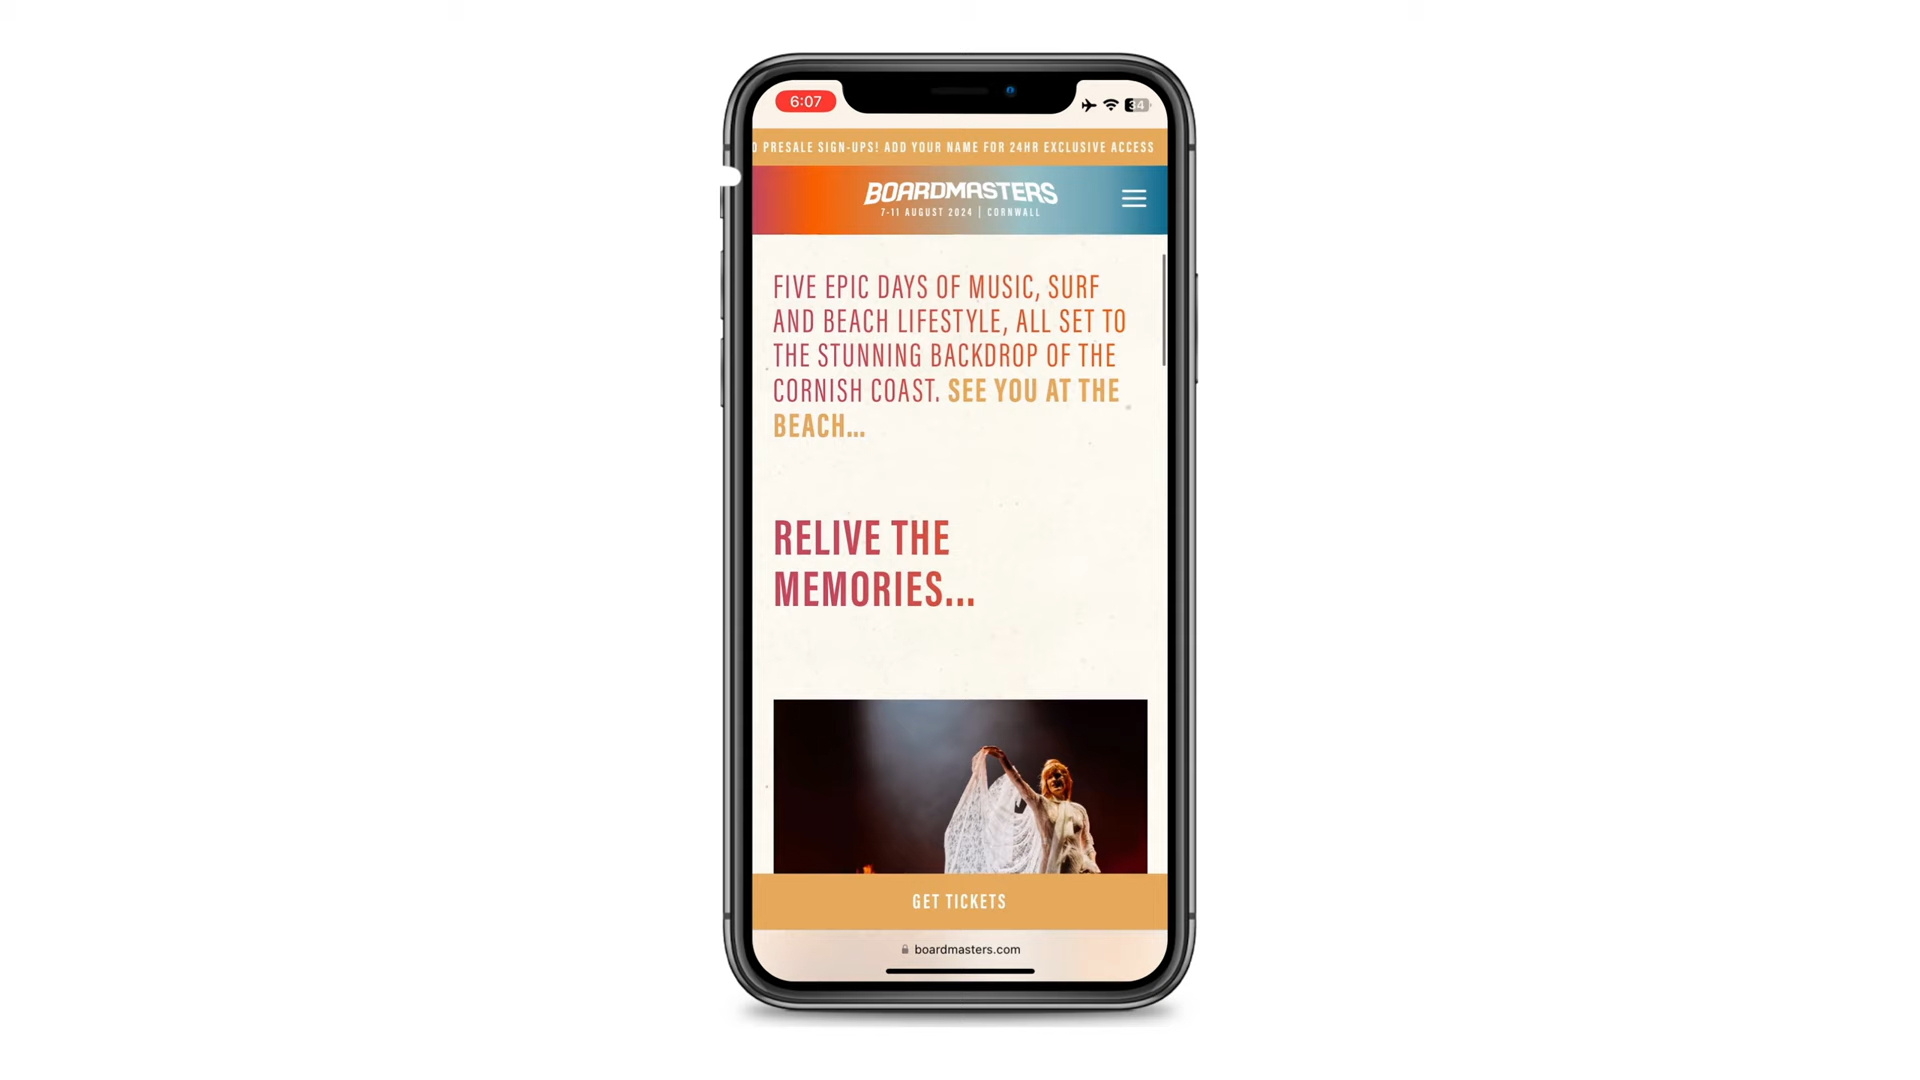 6:07
34
PRESALE SIGN-UPS! ADD YOUR NAME FOR 24HR EXCLUSIVE ACCESS
BOARDMASTERS
7-11 AUGUST 2024 | CORNWALL
FIVE EPIC DAYS OF MUSIC, SURF
AND BEACH LIFESTYLE, ALL SET TO
THE STUNNING BACKDROP OF THE
CORNISH COAST. SEE YOU AT THE
BEACH...
RELIVE THE
MEMORIES...
GET TICKETS
boardmasters.com